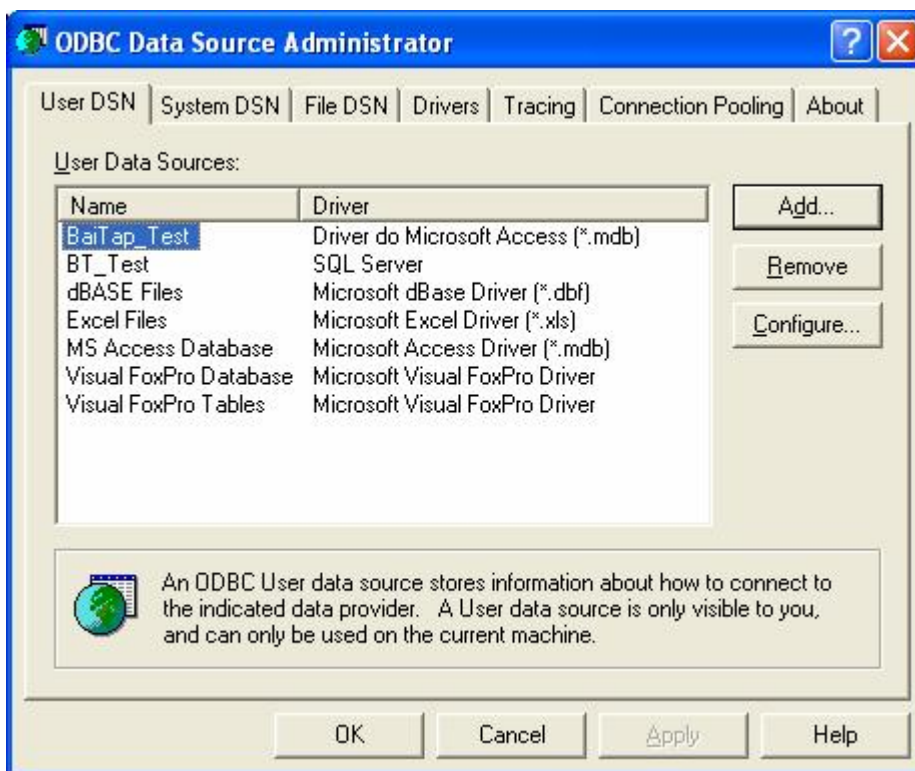 ODBC Data Source Administrator
User DSN System DSN File DSN Drivers Tracing Connection Pooling About
User Data Sources:
Name Driver
BaiTap_Test Driver do Microsoft Access (*.mdb)
BT_Test SQL Server
dBASE Files Microsoft dBase Driver (*.dbf)
Excel Files Microsoft Excel Driver (*.xls)
MS Access Database Microsoft Access Driver (*.mdb)
Visual FoxPro Database Microsoft Visual FoxPro Driver
Visual FoxPro Tables Microsoft Visual FoxPro Driver
Add...
Remove
Configure...
An ODBC User data source stores information about how to connect to
the indicated data provider. A User data source is only visible to you,
and can only be used on the current machine.
OK Cancel Apply Help